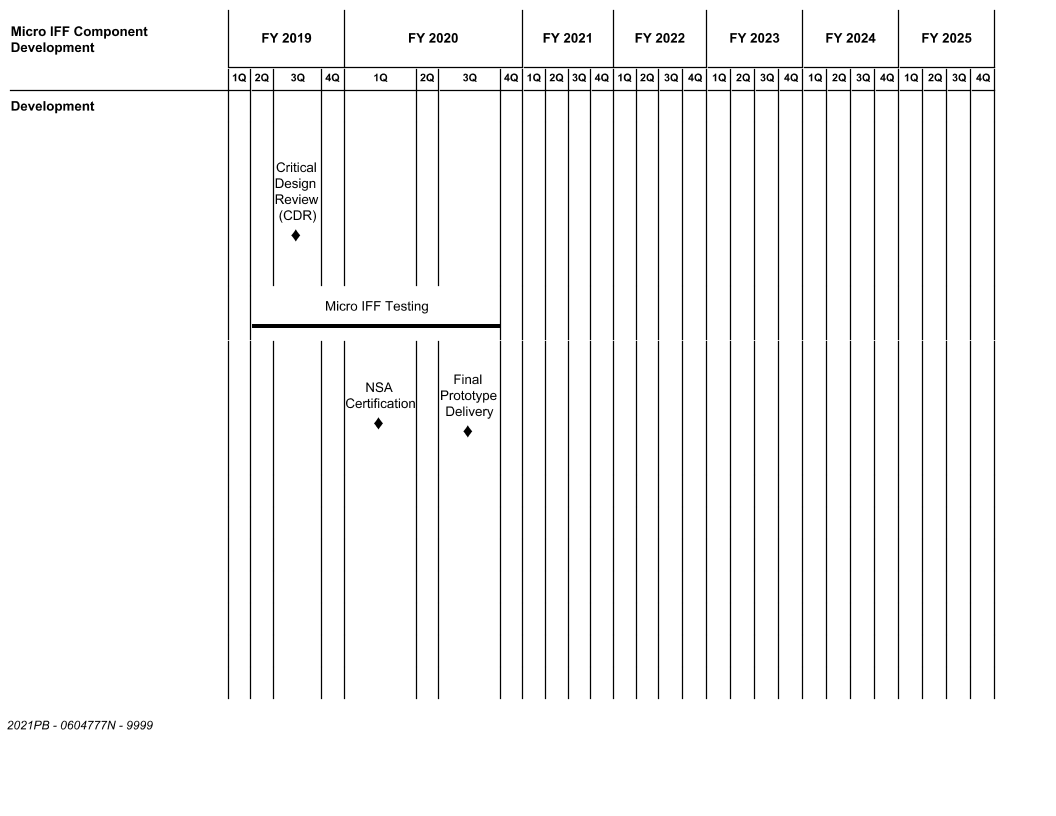 Micro IFF Component
Development
FY 2019 FY 2020 FY 2021 FY 2022 FY 2023 FY 2024 FY 2025
1Q 2Q 3Q 4Q 1Q 2Q 3Q 4Q 1Q 2Q 3Q 4Q 1Q 2Q 3Q 4Q 1Q 2Q 3Q 4Q 1Q 2Q 3Q 4Q 1Q 2Q 3Q 4Q
Development
Critical
Design
Review
(CDR)
Micro IFF Testing
NSA
Certification
Final
Prototype
Delivery
2021PB - 0604777N - 9999